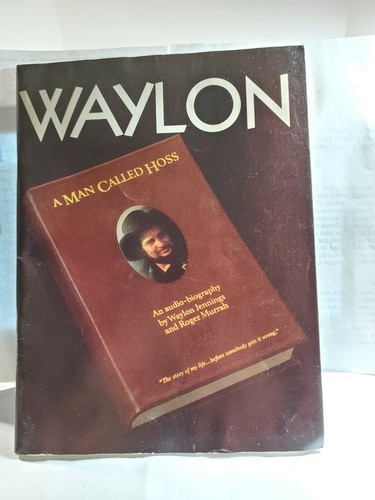 WAYLON
A MAN CALLED HOSS
An audio-biography
by Waylon Jennings
and Roger Murrah
"The story of my life...before somebody gets it wrong."